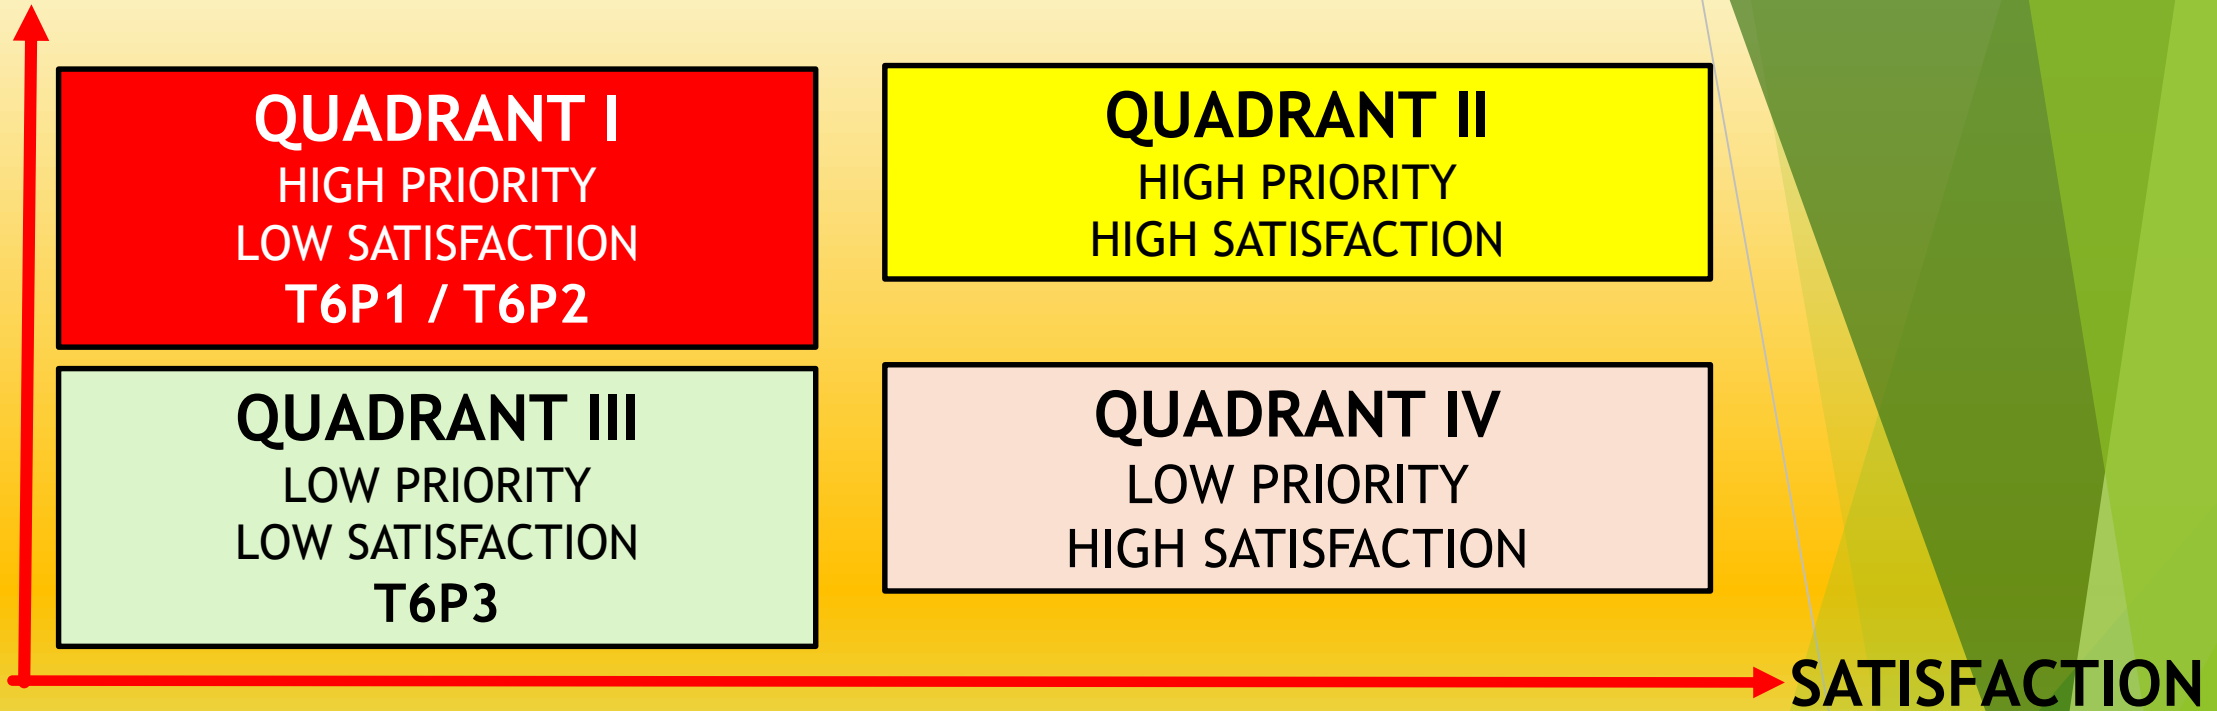 QUADRANT I
HIGH PRIORITY
LOW SATISFACTION
T6P1 / T6P2
QUADRANT II
HIGH PRIORITY
HIGH SATISFACTION
QUADRANT III
LOW PRIORITY
LOW SATISFACTION
T6P3
QUADRANT IV
LOW PRIORITY
HIGH SATISFACTION
SATISFACTION